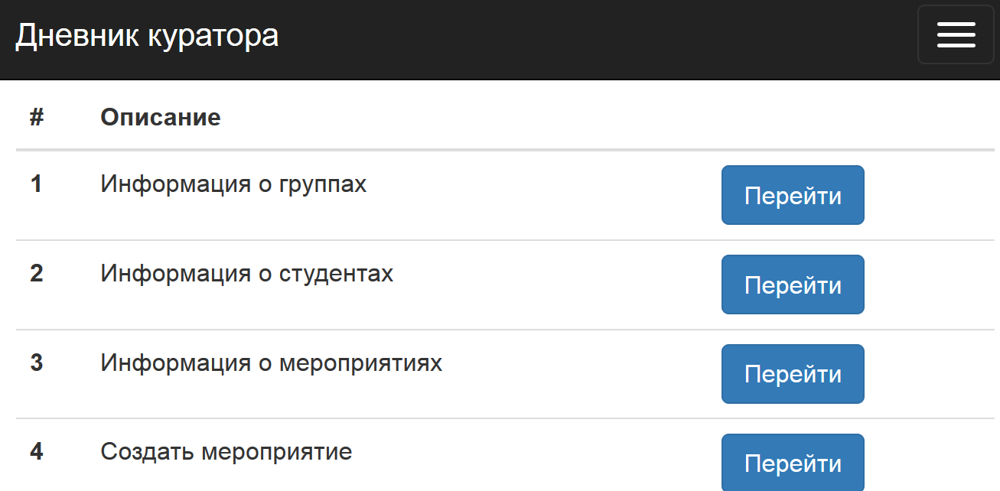 Дневник куратора
# Описание
1 Информация о группах Перейти
2 Информация о студентах Перейти
3 Информация о мероприятиях Перейти
4 Создать мероприятие Перейти